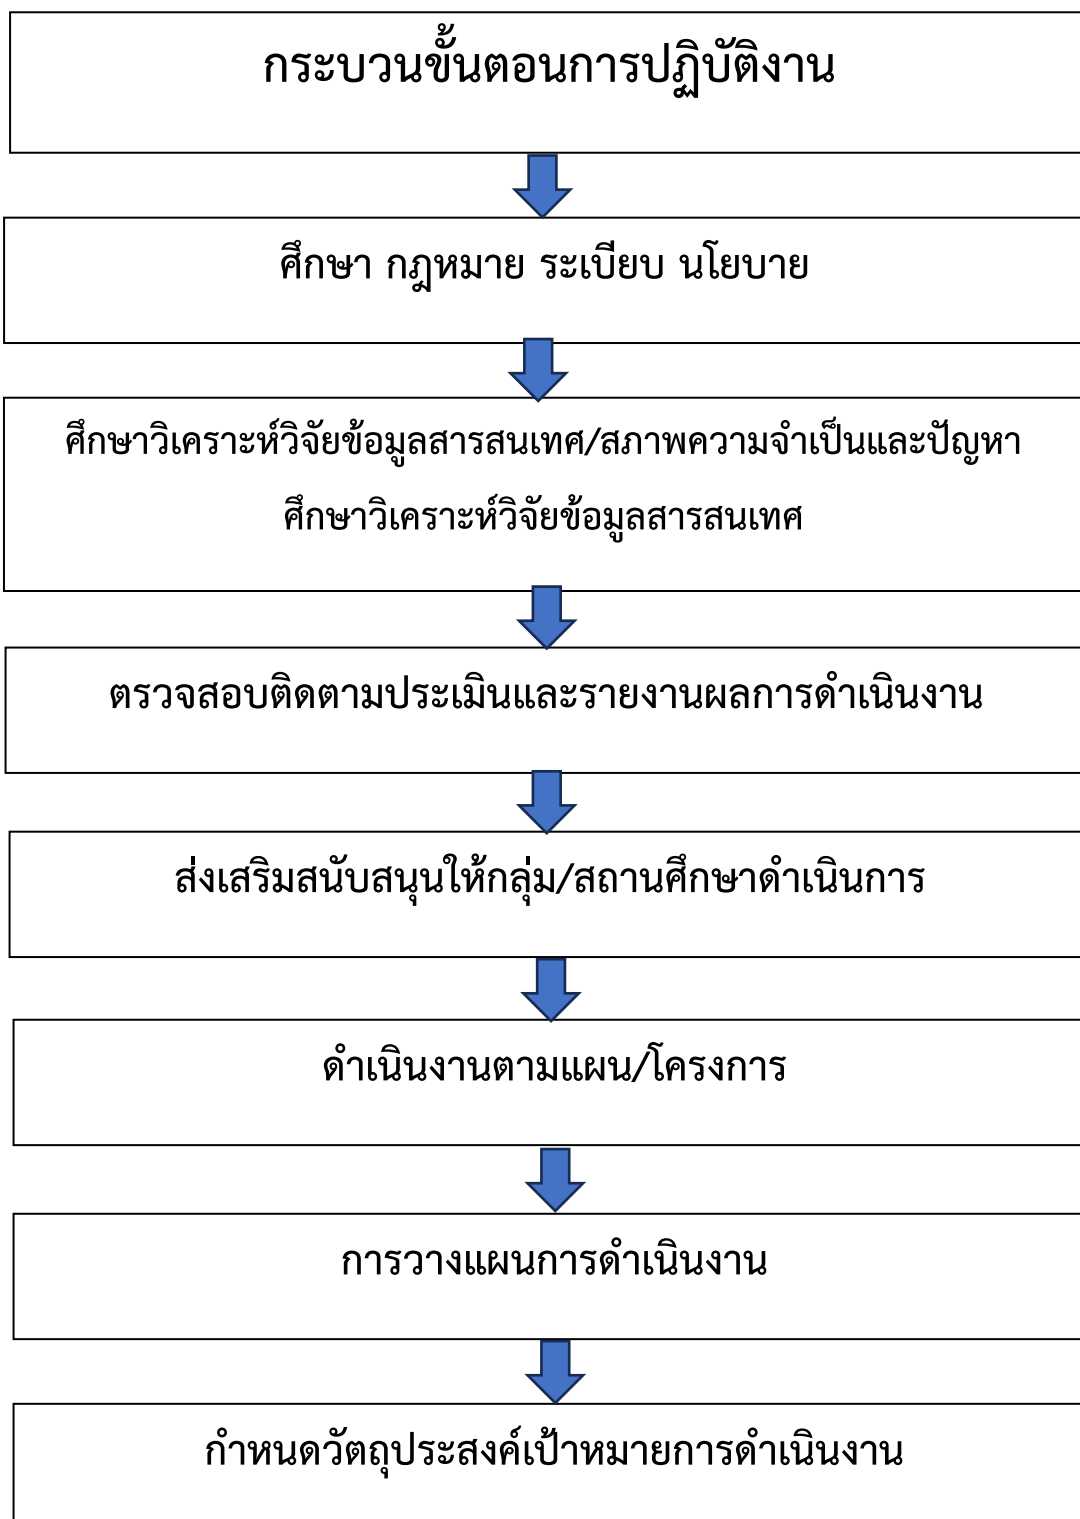 กระบวนขั้นตอนการปฏิบัติงาน
ศึกษา กฎหมาย ระเบียบ นโยบาย
ศึกษาวิเคราะห์วิจัยข้อมูลสารสนเทศ/สภาพความจำเป็นและปัญหา
ศึกษาวิเคราะห์วิจัยข้อมูลสารสนเทศ
ตรวจสอบติดตามประเมินและรายงานผลการดำเนินงาน
ส่งเสริมสนับสนุนให้กลุ่ม/สถานศึกษาดำเนินการ
ดำเนินงานตามแผน/โครงการ
การวางแผนการดำเนินงาน
กำหนดวัตถุประสงค์เป้าหมายการดำเนินงาน